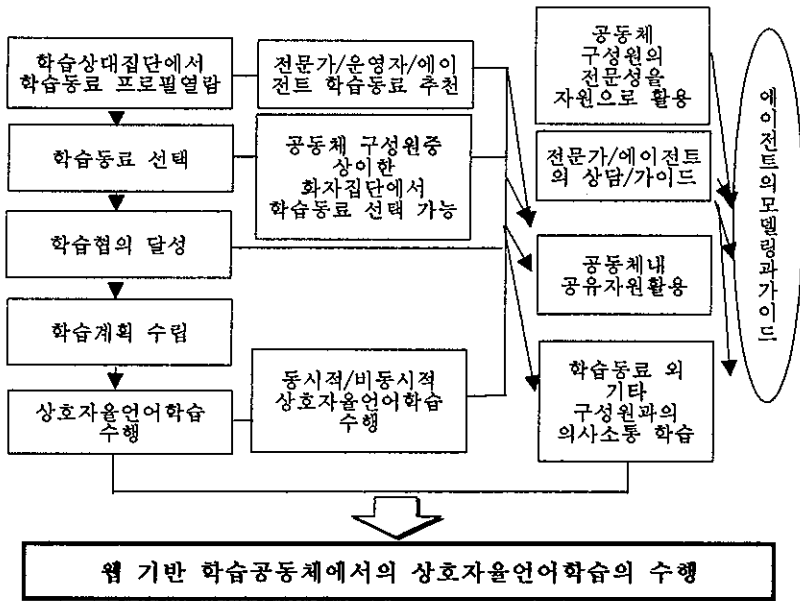 학습상대집단에서
학습동료 프로필열람
전문가/운영자/에이
전트 학습동료 추천
공동체
구성원의
전문성을
자원으로 활용
학습동료 선택
공동체 구성원중
상이한
화자집단에서
학습동료 선택 가능
전문가/에이전트
의 상담/가이드
학습협의 달성
공동체내
공유자원활용
학습계획 수립
상호자율언어학습
수행
동시적/비동시적
상호자율언어학습
수행
학습동료 외
기타
구성원과의
의사소통 학습
에이전트의모델링과가이드
웹 기반 학습공동체에서의 상호자율언어학습의 수행